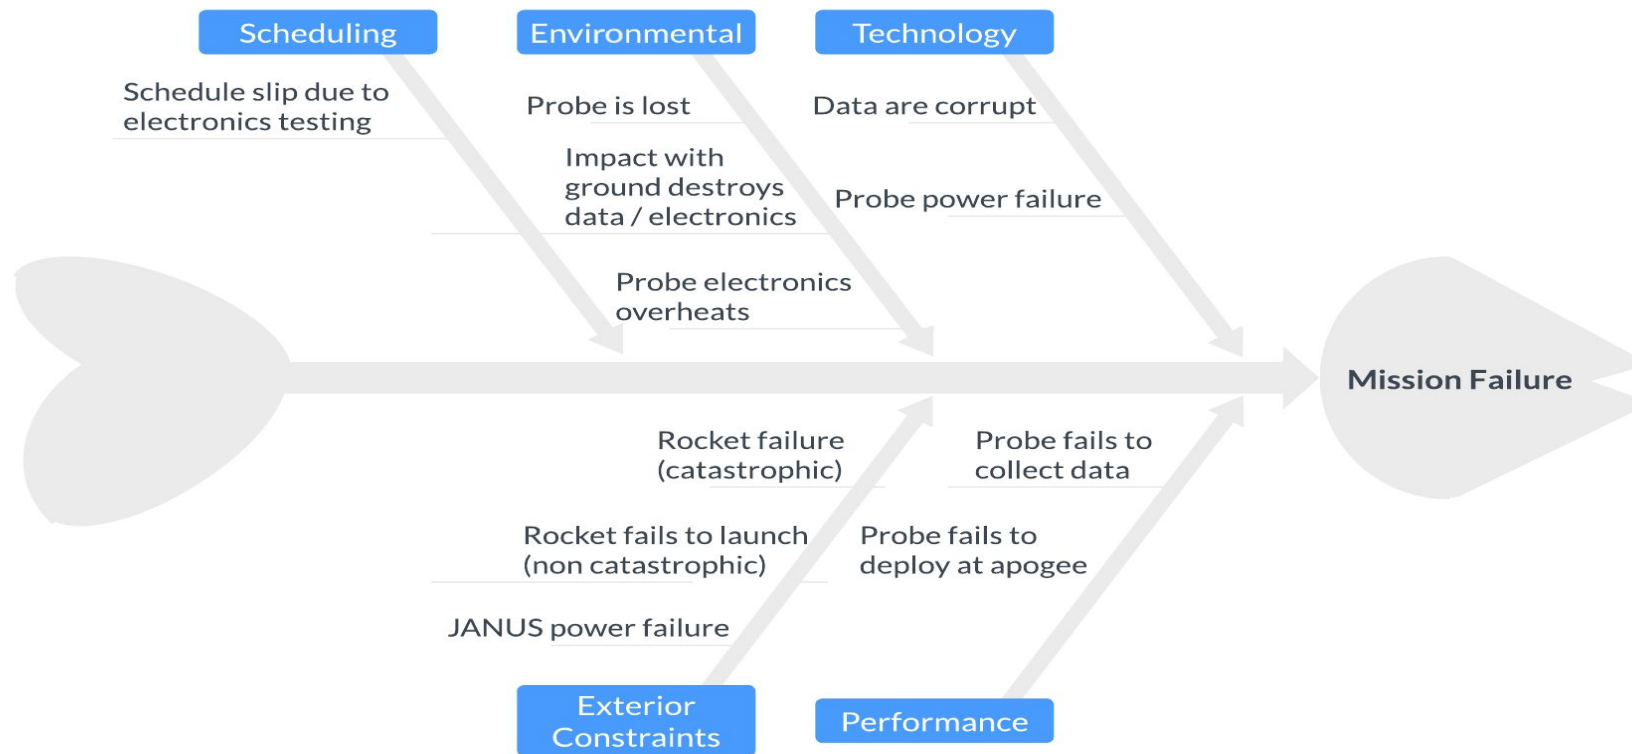 Scheduling
Environmental
Technology
Schedule slip due to
electronics testing
Probe is lost
Impact with
ground destroys
data / electronics
Probe electronics
overheats
Data are corrupt
Probe power failure
Mission Failure
Rocket failure
(catastrophic)
Rocket fails to launch
(non catastrophic)
JANUS power failure
Probe fails to
collect data
Probe fails to
deploy at apogee
Exterior
Constraints
Performance